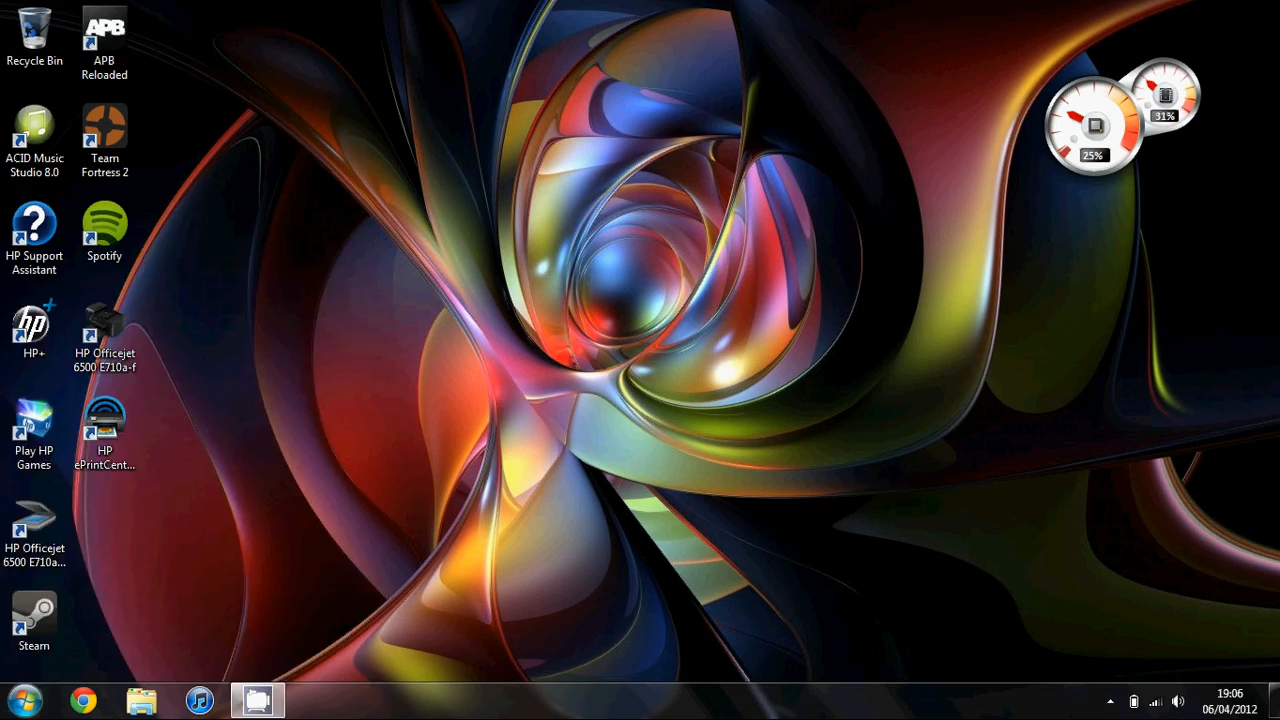 Recycle Bin
APB
APB
Reloaded
ACID Music
Studio 8.0
Team
Fortress 2
?
HP Support
Assistant
Spotify
hp
HP+
HP Officejet
6500 E710a-f
Play HP
Games
HP
ePrintCent...
HP Officejet
6500 E710a...
Steam
31%
25%
19:06
06/04/2012